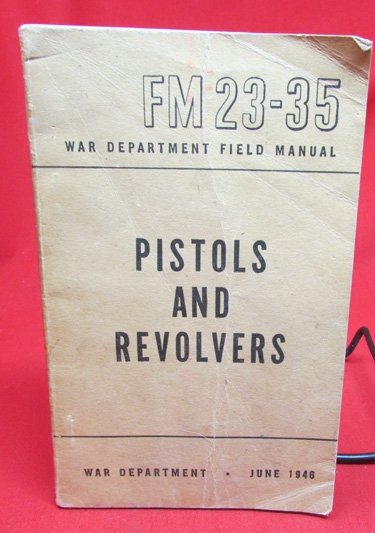 FM 23-35
WAR DEPARTMENT FIELD MANUAL
PISTOLS
AND
REVOLVERS
WAR DEPARTMENT • JUNE 1946